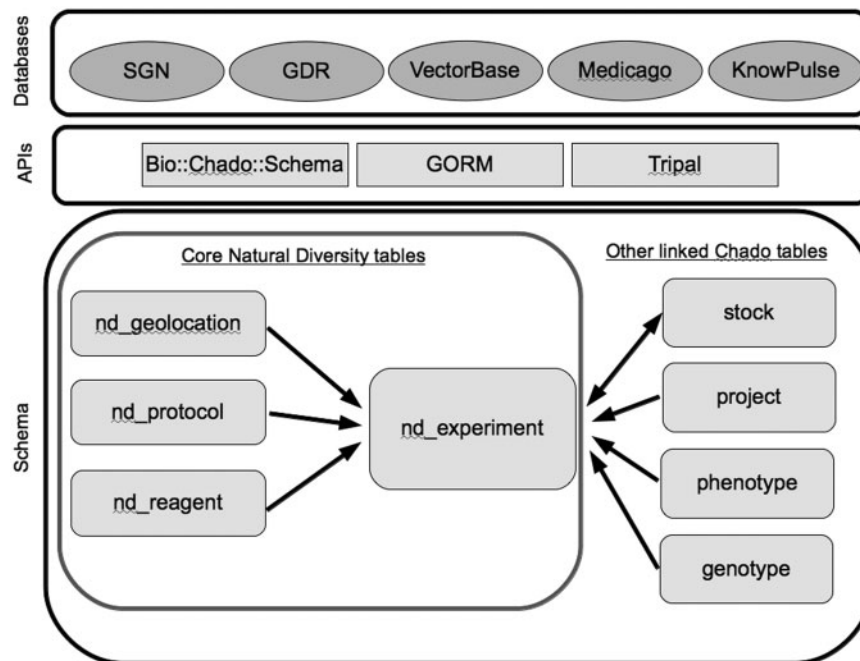 Databases
SGN
GDR
VectorBase
Medicago
KnowPulse
APIs
Bio::Chado::Schema
GORM
Tripal
Schema
Core Natural Diversity tables
nd_geolocation
nd_protocol
nd_reagent
nd_experiment
Other linked Chado tables
stock
project
phenotype
genotype